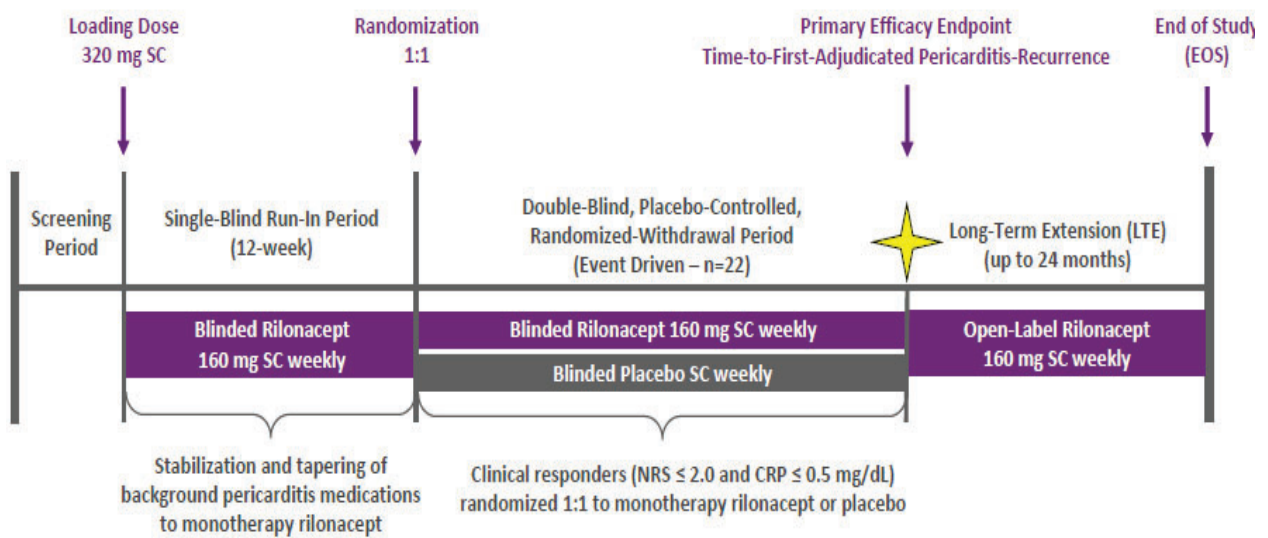 Loading Dose
320 mg SC
Randomization
1:1
Primary Efficacy Endpoint
Time-to-First-Adjudicated Pericarditis-Recurrence
End of Study
(EOS)
Screening
Period
Single-Blind Run-In Period
(12-week)
Double-Blind, Placebo-Controlled,
Randomized-Withdrawal Period
(Event Driven – n=22)
Long-Term Extension (LTE)
(up to 24 months)
Blinded Rilonacept
160 mg SC weekly
Blinded Rilonacept 160 mg SC weekly
Blinded Placebo SC weekly
Open-Label Rilonacept
160 mg SC weekly
Stabilization and tapering of
background pericarditis medications
to monotherapy rilonacept
Clinical responders (NRS ≤ 2.0 and CRP ≤ 0.5 mg/dL)
randomized 1:1 to monotherapy rilonacept or placebo